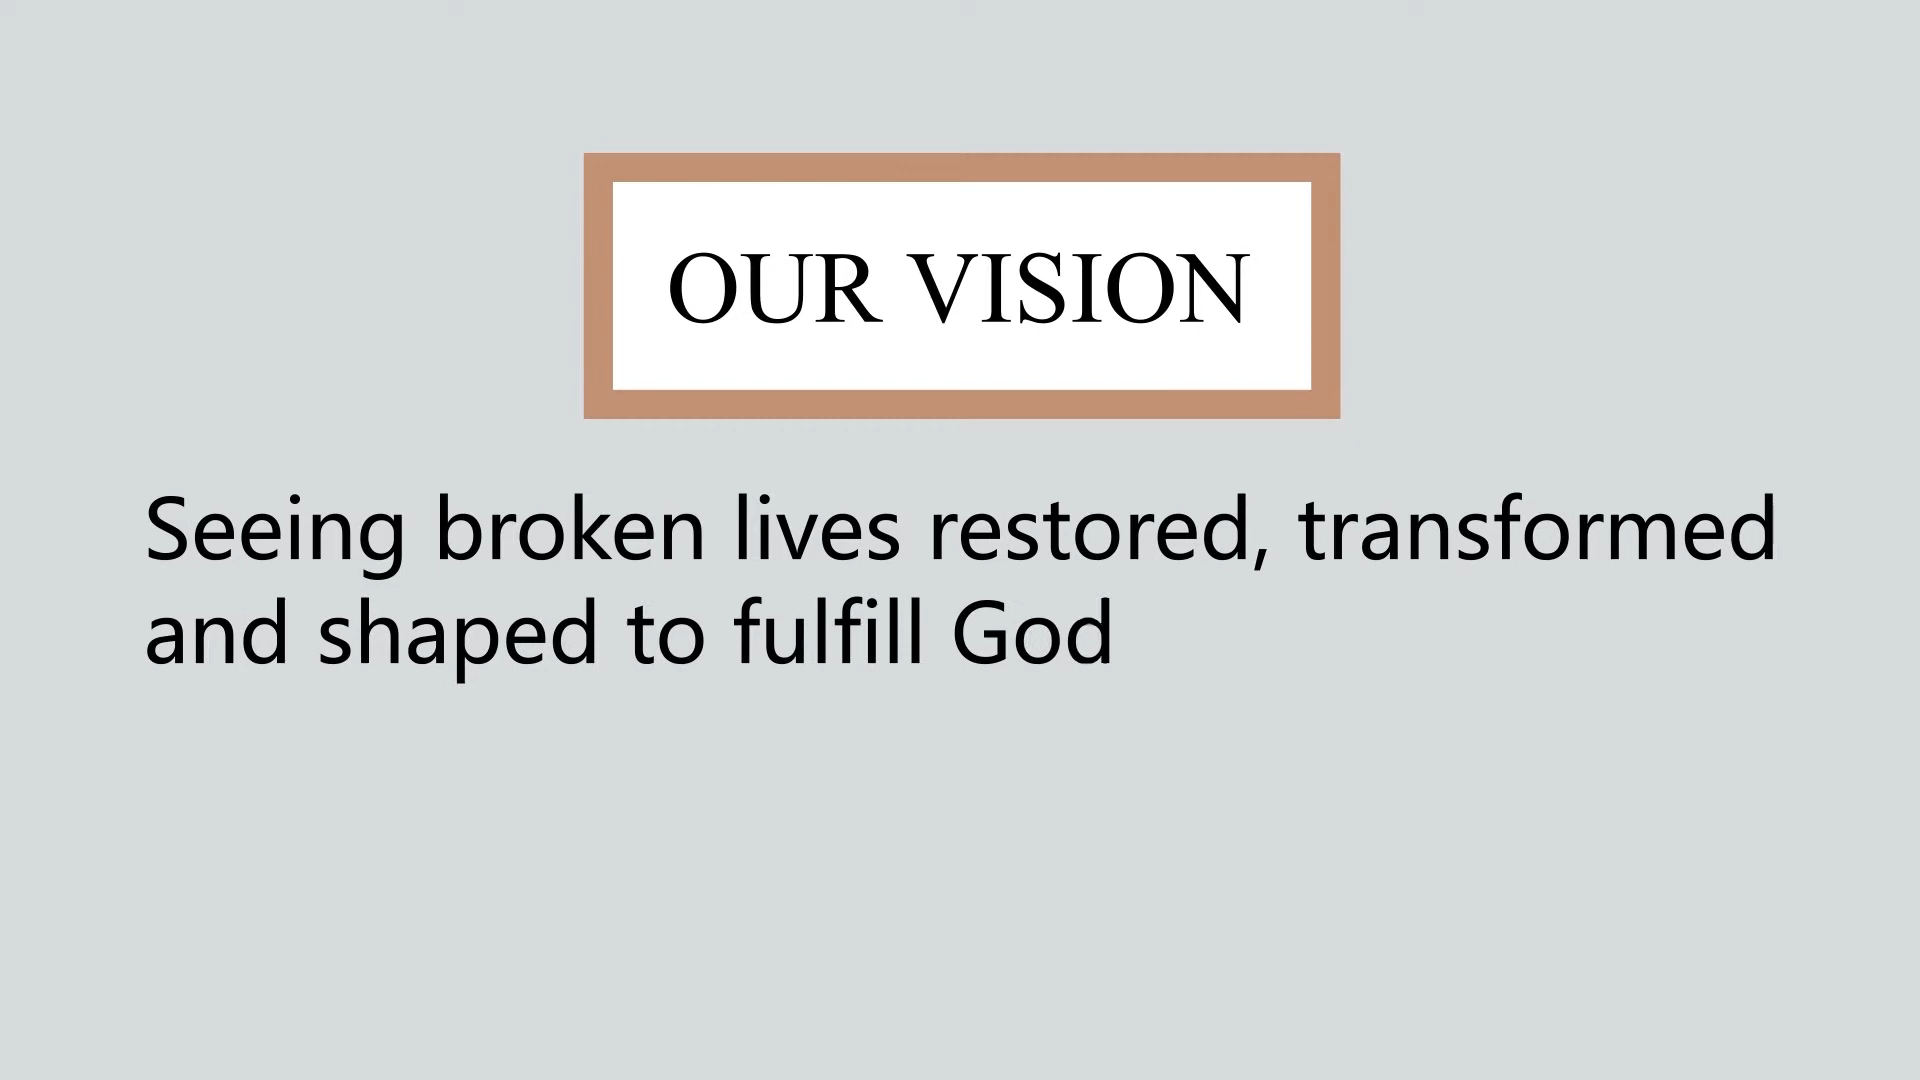 OUR VISION
Seeing broken lives restored, transformed
and shaped to fulfill God